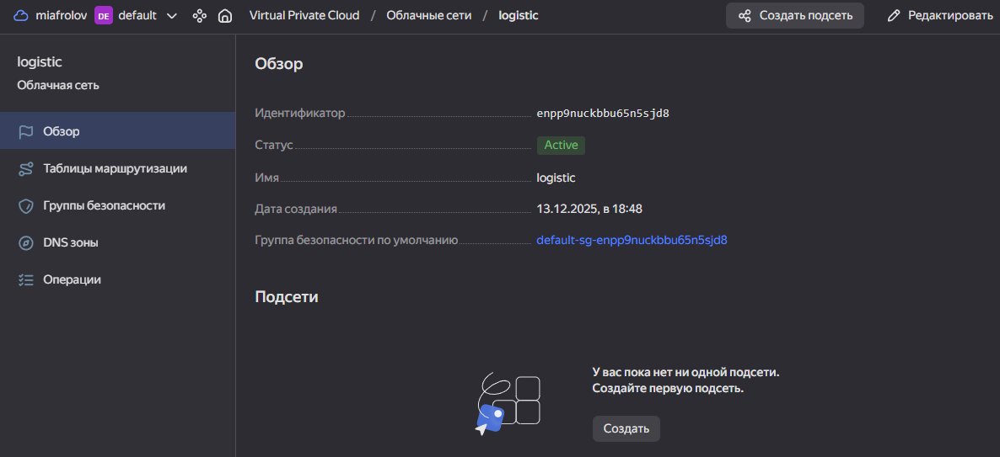 miafrolov DE default Virtual Private Cloud / Облачные сети / logistic Создать подсеть Редактировать
logistic
Облачная сеть
Обзор
Таблицы маршрутизации
Группы безопасности
DNS зоны
Операции
Обзор
Идентификатор enpp9nuckbbu65n5sjd8
Статус Active
Имя logistic
Дата создания 13.12.2025, в 18:48
Группа безопасности по умолчанию default-sg-enpp9nuckbbu65n5sjd8
Подсети
У вас пока нет ни одной подсети.
Создайте первую подсеть.
Создать